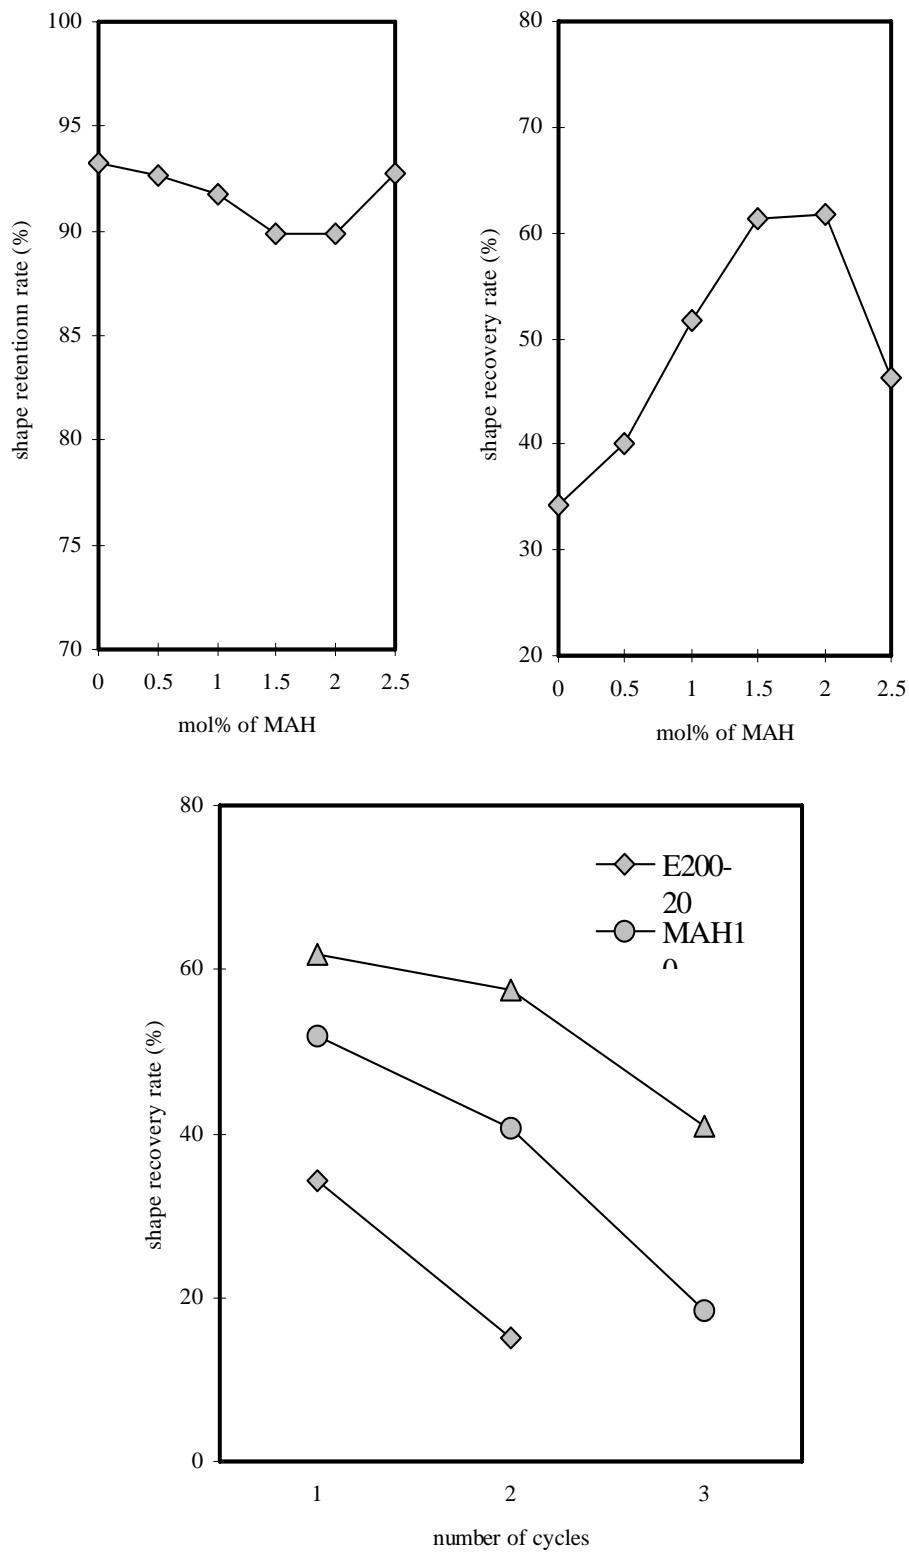 100
95
90
85
80
75
70
0 0.5 1 1.5 2 2.5
mol% of MAH
shape retentionn rate (%)
80
70
60
50
40
30
20
0 0.5 1 1.5 2 2.5
mol% of MAH
shape recovery rate (%)
80
60
40
20
0
1 2 3
number of cycles
shape recovery rate (%)
E200-
20
MAH1